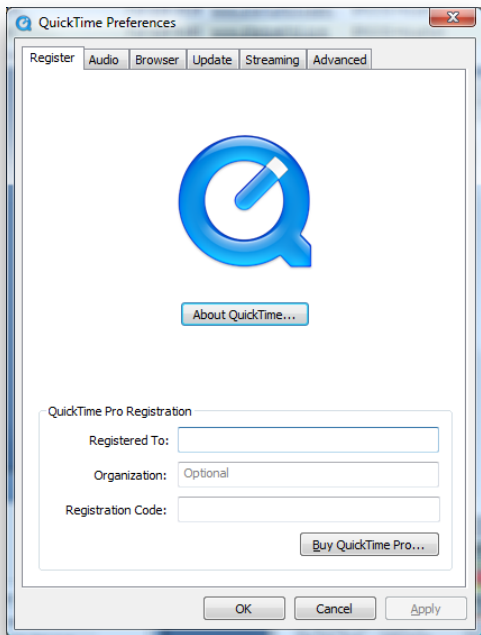 QuickTime Preferences
Register Audio Browser Update Streaming Advanced
About QuickTime...
QuickTime Pro Registration
Registered To:
Organization: Optional
Registration Code:
Buy QuickTime Pro...
OK Cancel Apply